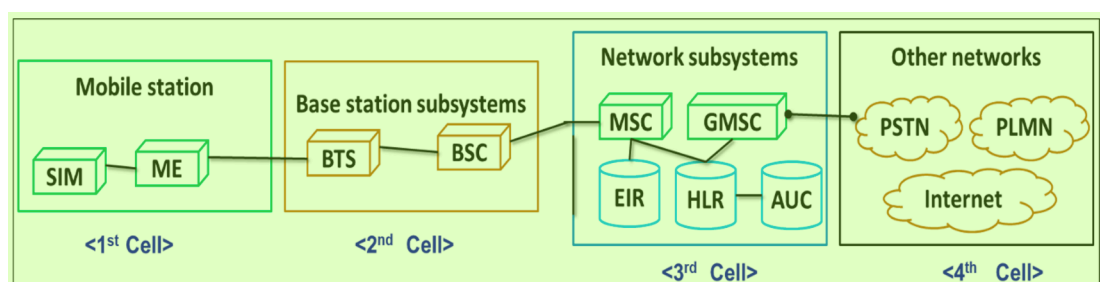 Mobile station
SIM
ME
<1st Cell>
Base station subsystems
BTS
BSC
<2nd Cell>
Network subsystems
MSC
GMSC
EIR
HLR
AUC
<3rd Cell>
Other networks
PSTN
PLMN
Internet
<4th Cell>